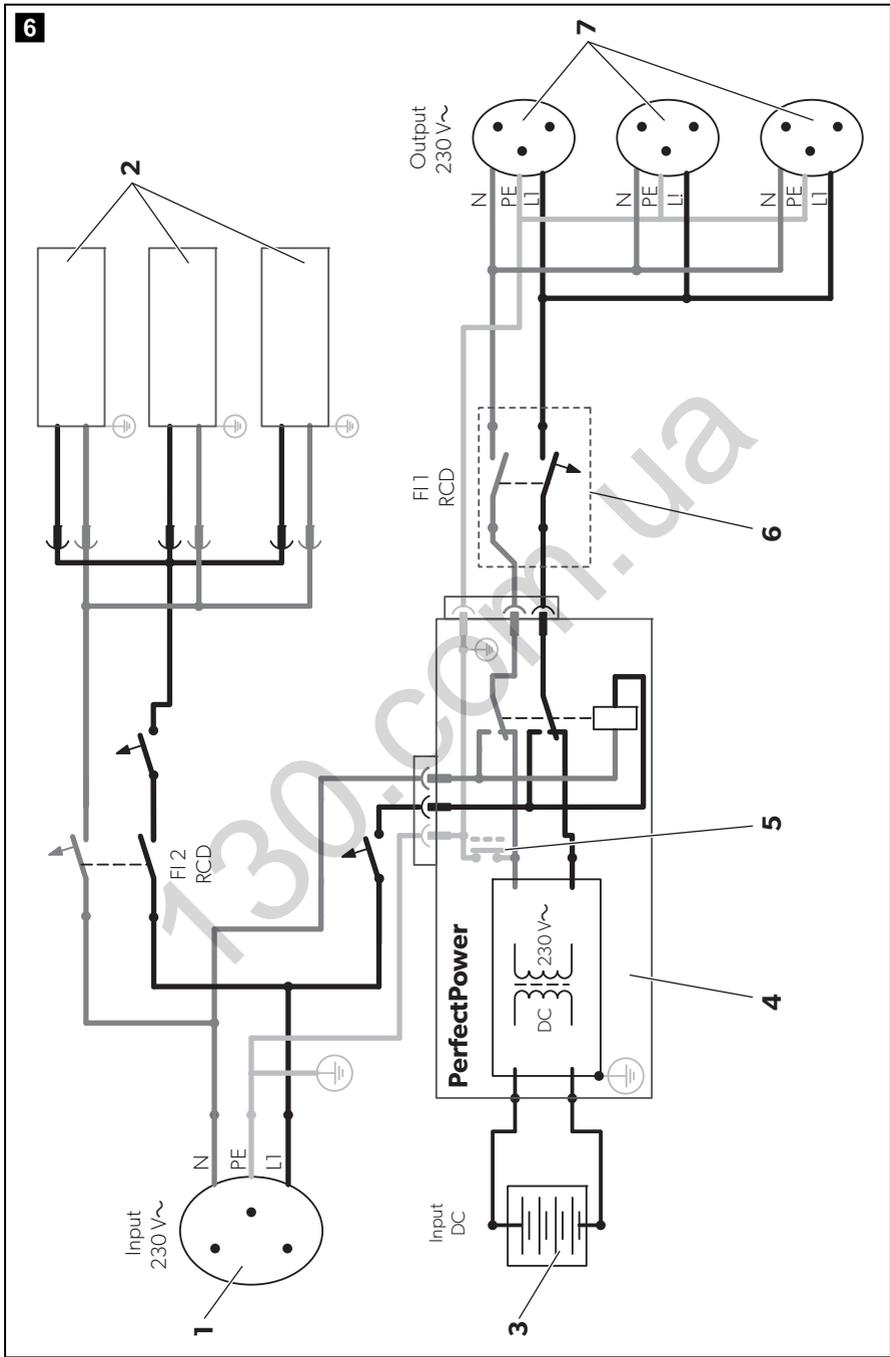 6
Input
230 V~
1
N
PE
L1
2
FI 2
RCD
Input
DC
3
PerfectPower
DC
230 V~
4
5
FI 1
RCD
6
Output
230 V~
7
N
PE
L1
N
PE
L!
N
PE
L1
130.com.ua